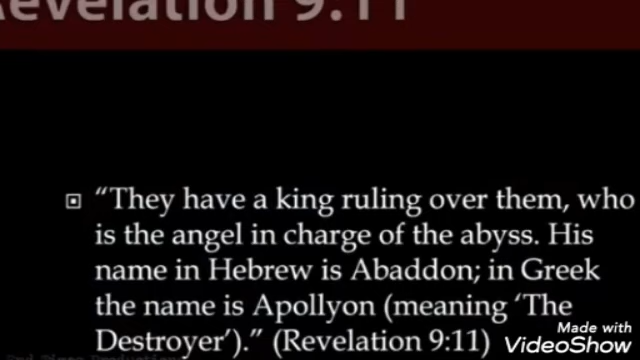 Revelation 9:11
“They have a king ruling over them, who
is the angel in charge of the abyss. His
name in Hebrew is Abaddon; in Greek
the name is Apollyon (meaning ‘The
Destroyer’).” (Revelation 9:11)
Made with
VideoShow